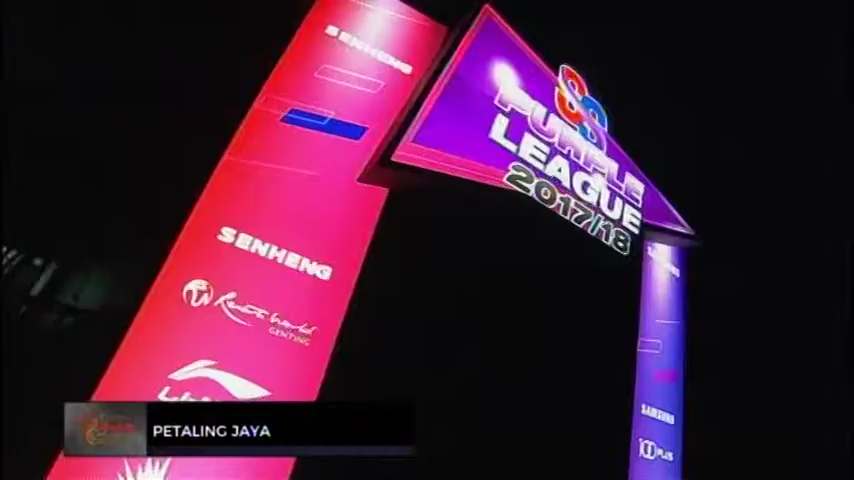 SENHENG
PURPLE
LEAGUE
2017/18
SENHENG
Resorts World
GENTING
SAMSUNG
100PLUS
PETALING JAYA